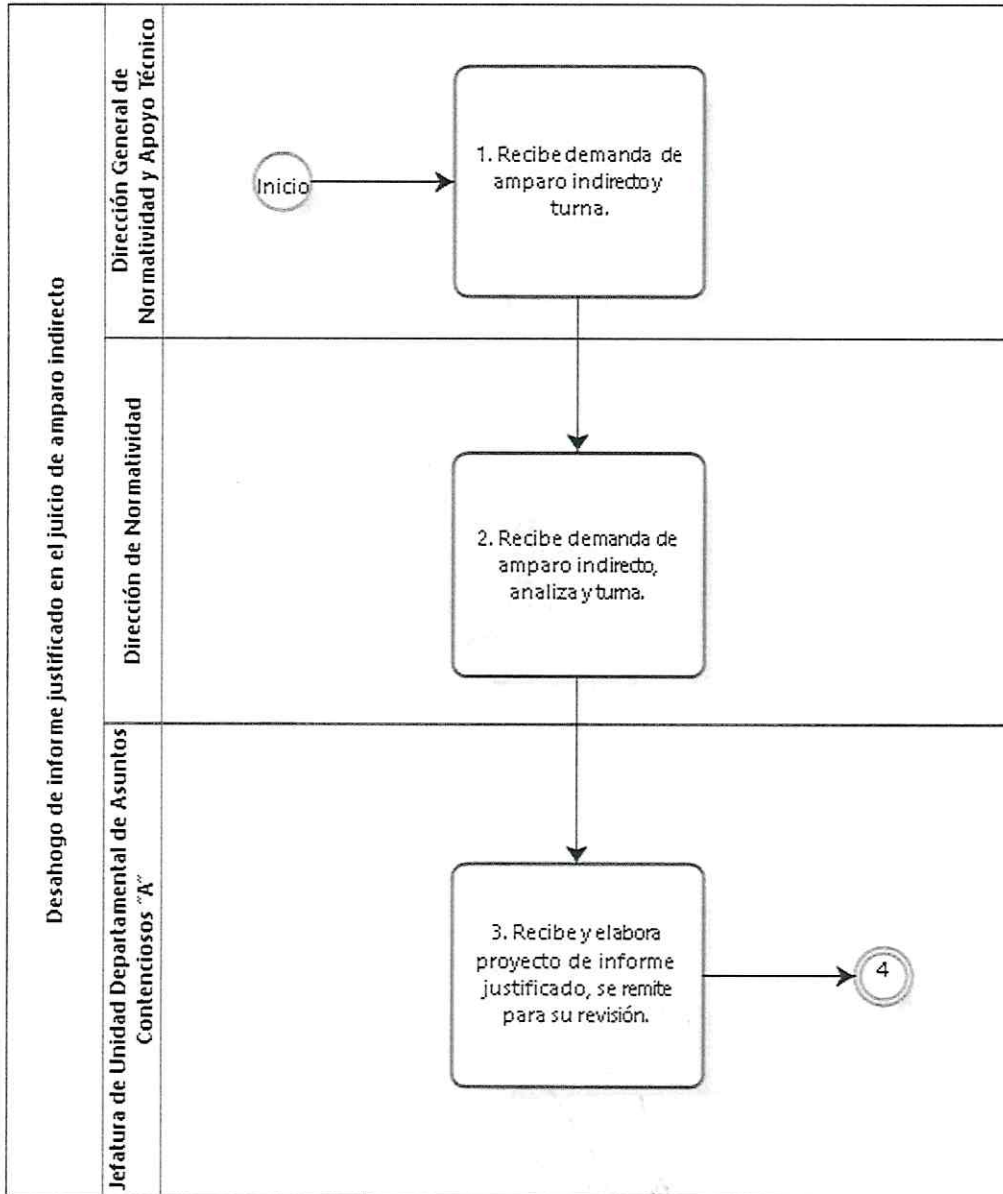 Desahogo de informe justificado en el juicio de amparo indirecto
Dirección General de
Normatividad y Apoyo Técnico
Inicio
1. Recibe demanda de
amparo indirecto y
turna.
Dirección de Normatividad
2. Recibe demanda de
amparo indirecto,
analiza y turna.
Jefatura de Unidad Departamental de Asuntos
Contenciosos "A"
3. Recibe y elabora
proyecto de informe
justificado, se remite
para su revisión.
4